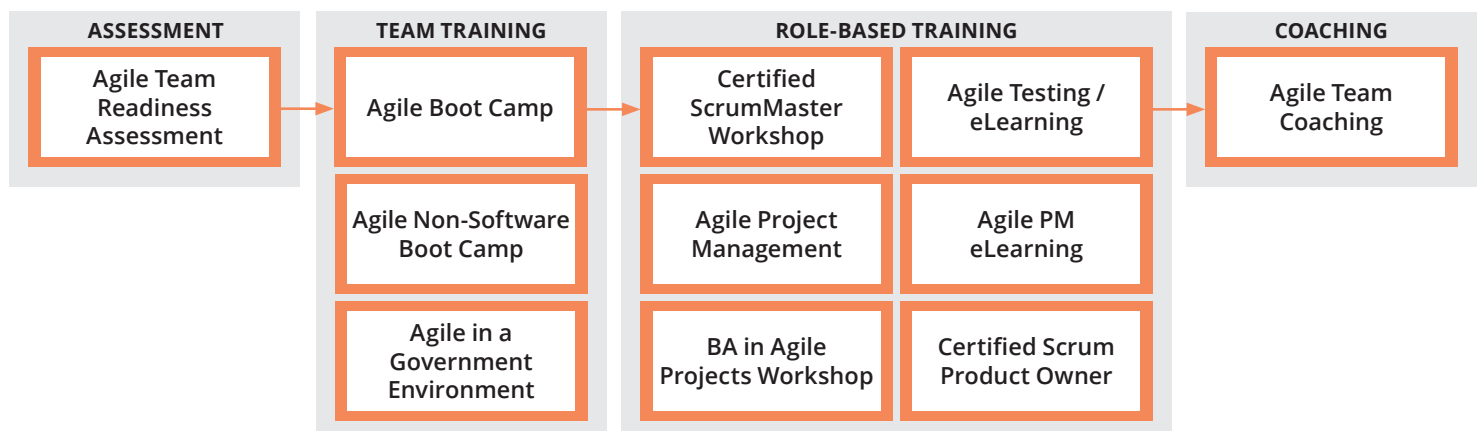 ASSESSMENT
Agile Team
Readiness
Assessment
TEAM TRAINING
Agile Boot Camp
Agile Non-Software
Boot Camp
Agile in a
Government
Environment
ROLE-BASED TRAINING
Certified
ScrumMaster
Workshop
Agile Testing /
eLearning
Agile Project
Management
Agile PM
eLearning
BA in Agile
Projects Workshop
Certified Scrum
Product Owner
COACHING
Agile Team
Coaching